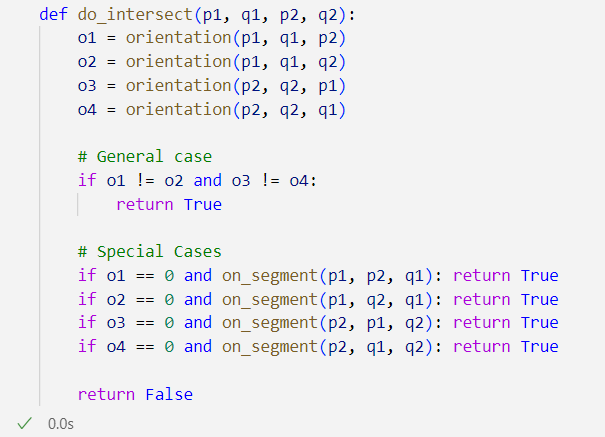 def do_intersect(p1, q1, p2, q2):
    o1 = orientation(p1, q1, p2)
    o2 = orientation(p1, q1, q2)
    o3 = orientation(p2, q2, p1)
    o4 = orientation(p2, q2, q1)

    # General case
    if o1 != o2 and o3 != o4:
        return True

    # Special Cases
    if o1 == 0 and on_segment(p1, p2, q1): return True
    if o2 == 0 and on_segment(p1, q2, q1): return True
    if o3 == 0 and on_segment(p2, p1, q2): return True
    if o4 == 0 and on_segment(p2, q1, q2): return True

    return False
✓ 0.0s